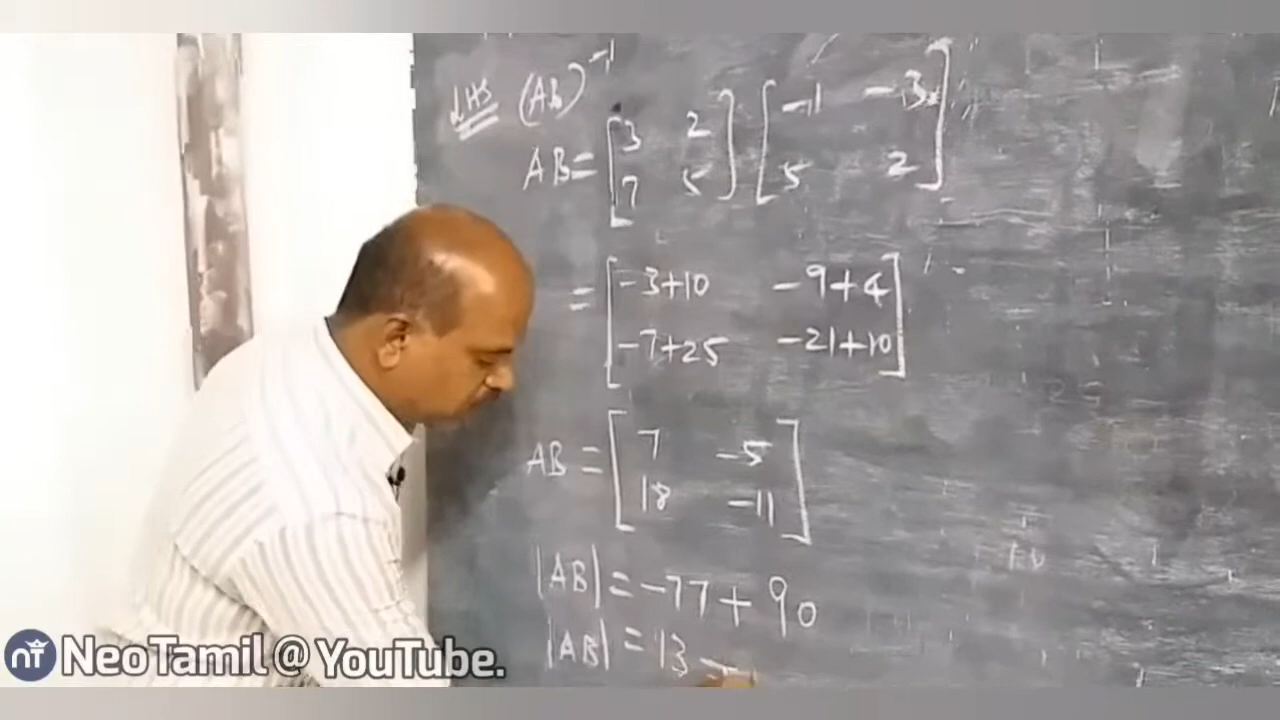 LHS (AB)⁻¹
AB = [3 2 7 5] [-1 -3 5 2]
= [-3+10 -9+4
-7+25 -21+10]
AB = [7 -5
18 -11]
|AB| = -77 + 90
|AB| = 13
NT NeoTamil @ YouTube.